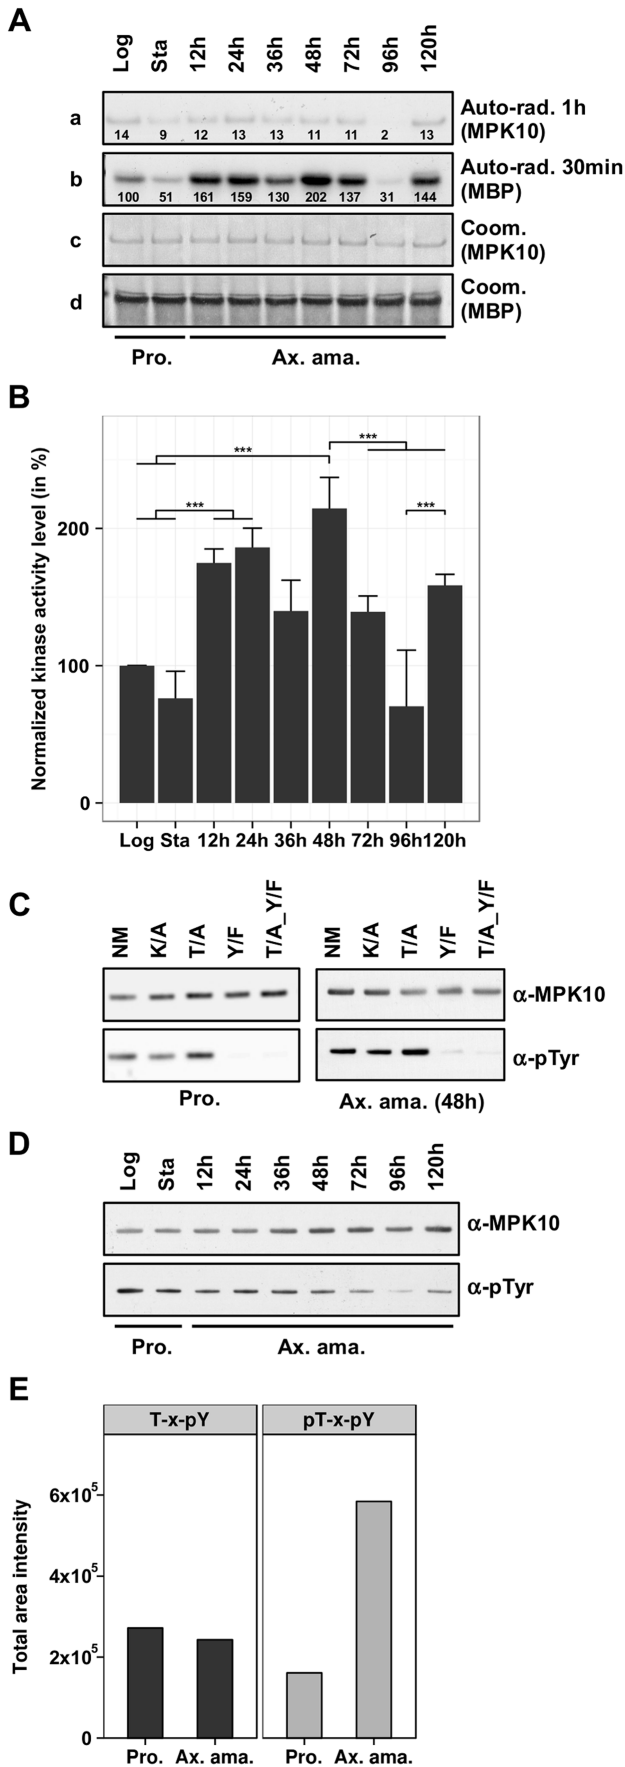 A
Log Sta 12h 24h 36h 48h 72h 96h 120h
a
14 9 12 13 13 11 11 2 13
Auto-rad. 1h
(MPK10)
b
100 51 161 159 130 202 137 31 144
Auto-rad. 30min
(MBP)
c
Coom.
(MPK10)
d
Coom.
(MBP)
Pro. Ax. ama.
B
Normalized kinase activity level (in %)
***
***
***
***
200
100
0
Log Sta 12h 24h 36h 48h 72h 96h 120h
C
NM K/A T/A Y/F T/A_Y/F NM K/A T/A Y/F T/A_Y/F
α-MPK10
α-pTyr
Pro. Ax. ama. (48h)
D
Log Sta 12h 24h 36h 48h 72h 96h 120h
α-MPK10
α-pTyr
Pro. Ax. ama.
E
T-x-pY pT-x-pY
Total area intensity
6x10⁵
4x10⁵
2x10⁵
0
Pro. Ax. ama. Pro. Ax. ama.